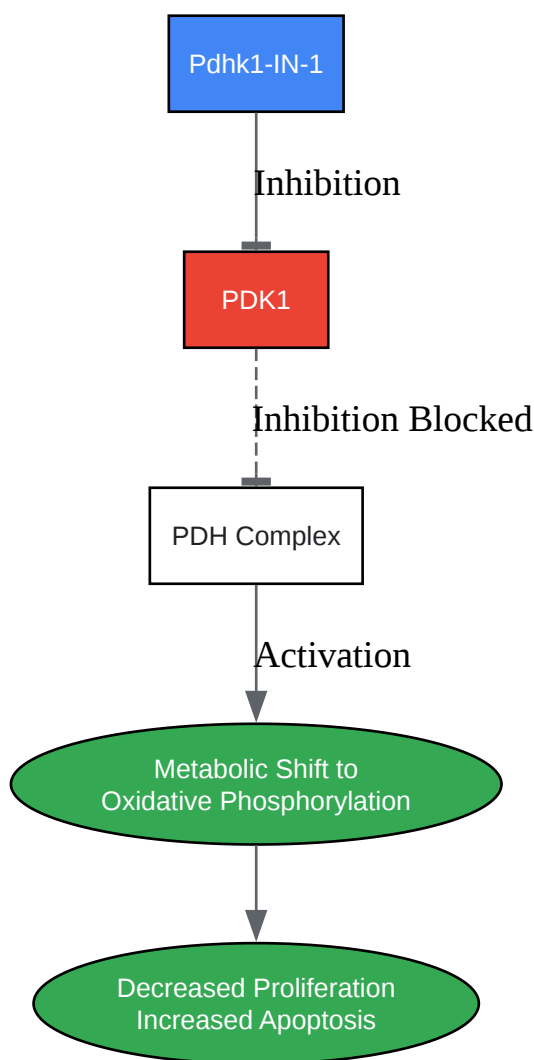 Pdhk1-IN-1
Inhibition
PDK1
Inhibition Blocked
PDH Complex
Activation
Metabolic Shift to
Oxidative Phosphorylation
Decreased Proliferation
Increased Apoptosis